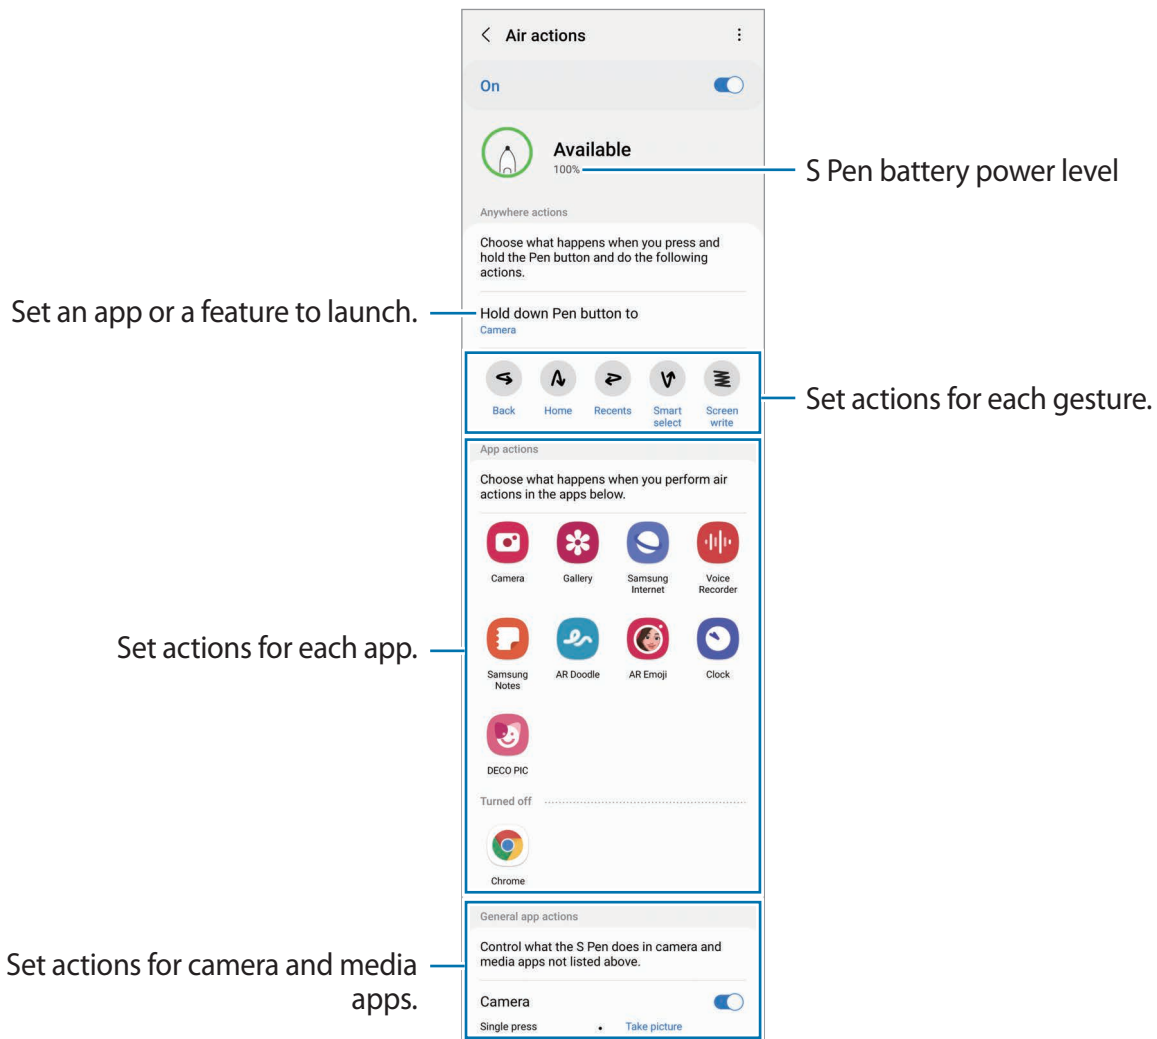 Air actions
On
Available
100%
S Pen battery power level
Anywhere actions
Choose what happens when you press and
hold the Pen button and do the following
actions.
Set an app or a feature to launch.
Hold down Pen button to
Camera
Back Home Recents Smart select Screen write
Set actions for each gesture.
App actions
Choose what happens when you perform air
actions in the apps below.
Camera Gallery Samsung Internet Voice Recorder
Set actions for each app.
Samsung Notes AR Doodle AR Emoji Clock
DECO PIC
Turned off
Chrome
General app actions
Control what the S Pen does in camera and
media apps not listed above.
Set actions for camera and media
apps.
Camera
Single press • Take picture